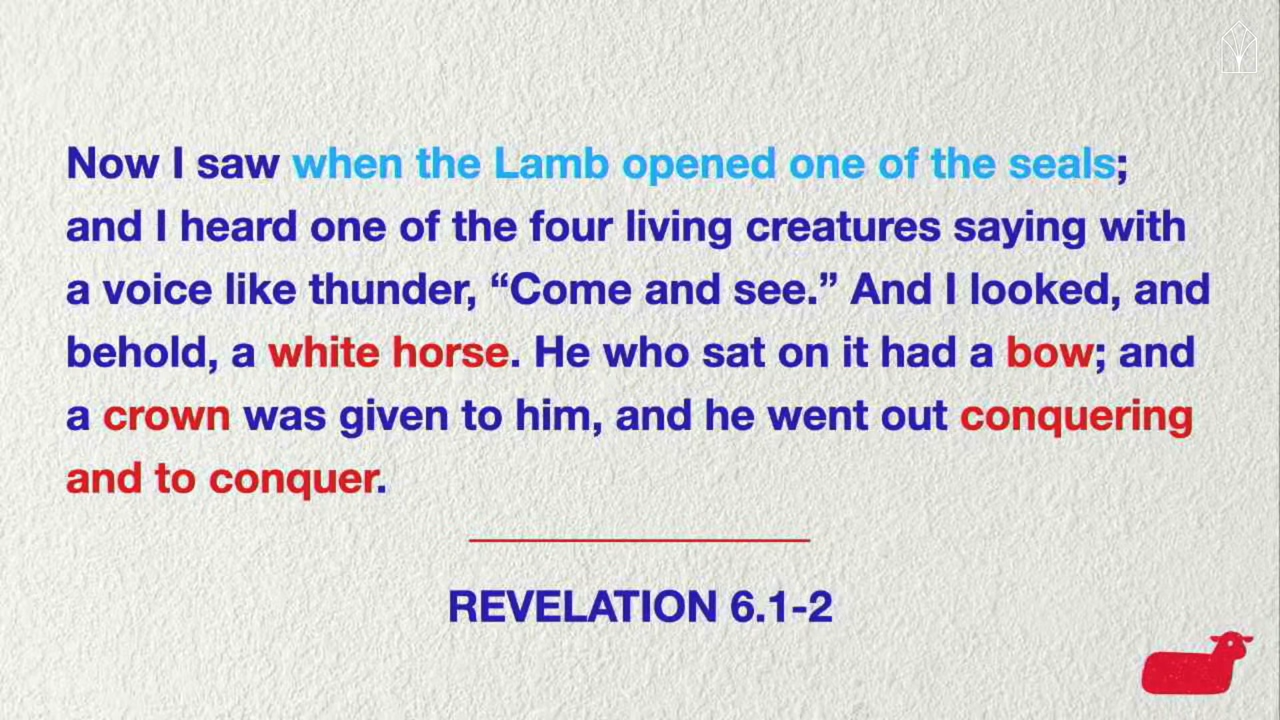 Now I saw when the Lamb opened one of the seals;
and I heard one of the four living creatures saying with
a voice like thunder, “Come and see.” And I looked, and
behold, a white horse. He who sat on it had a bow; and
a crown was given to him, and he went out conquering
and to conquer.
REVELATION 6.1-2